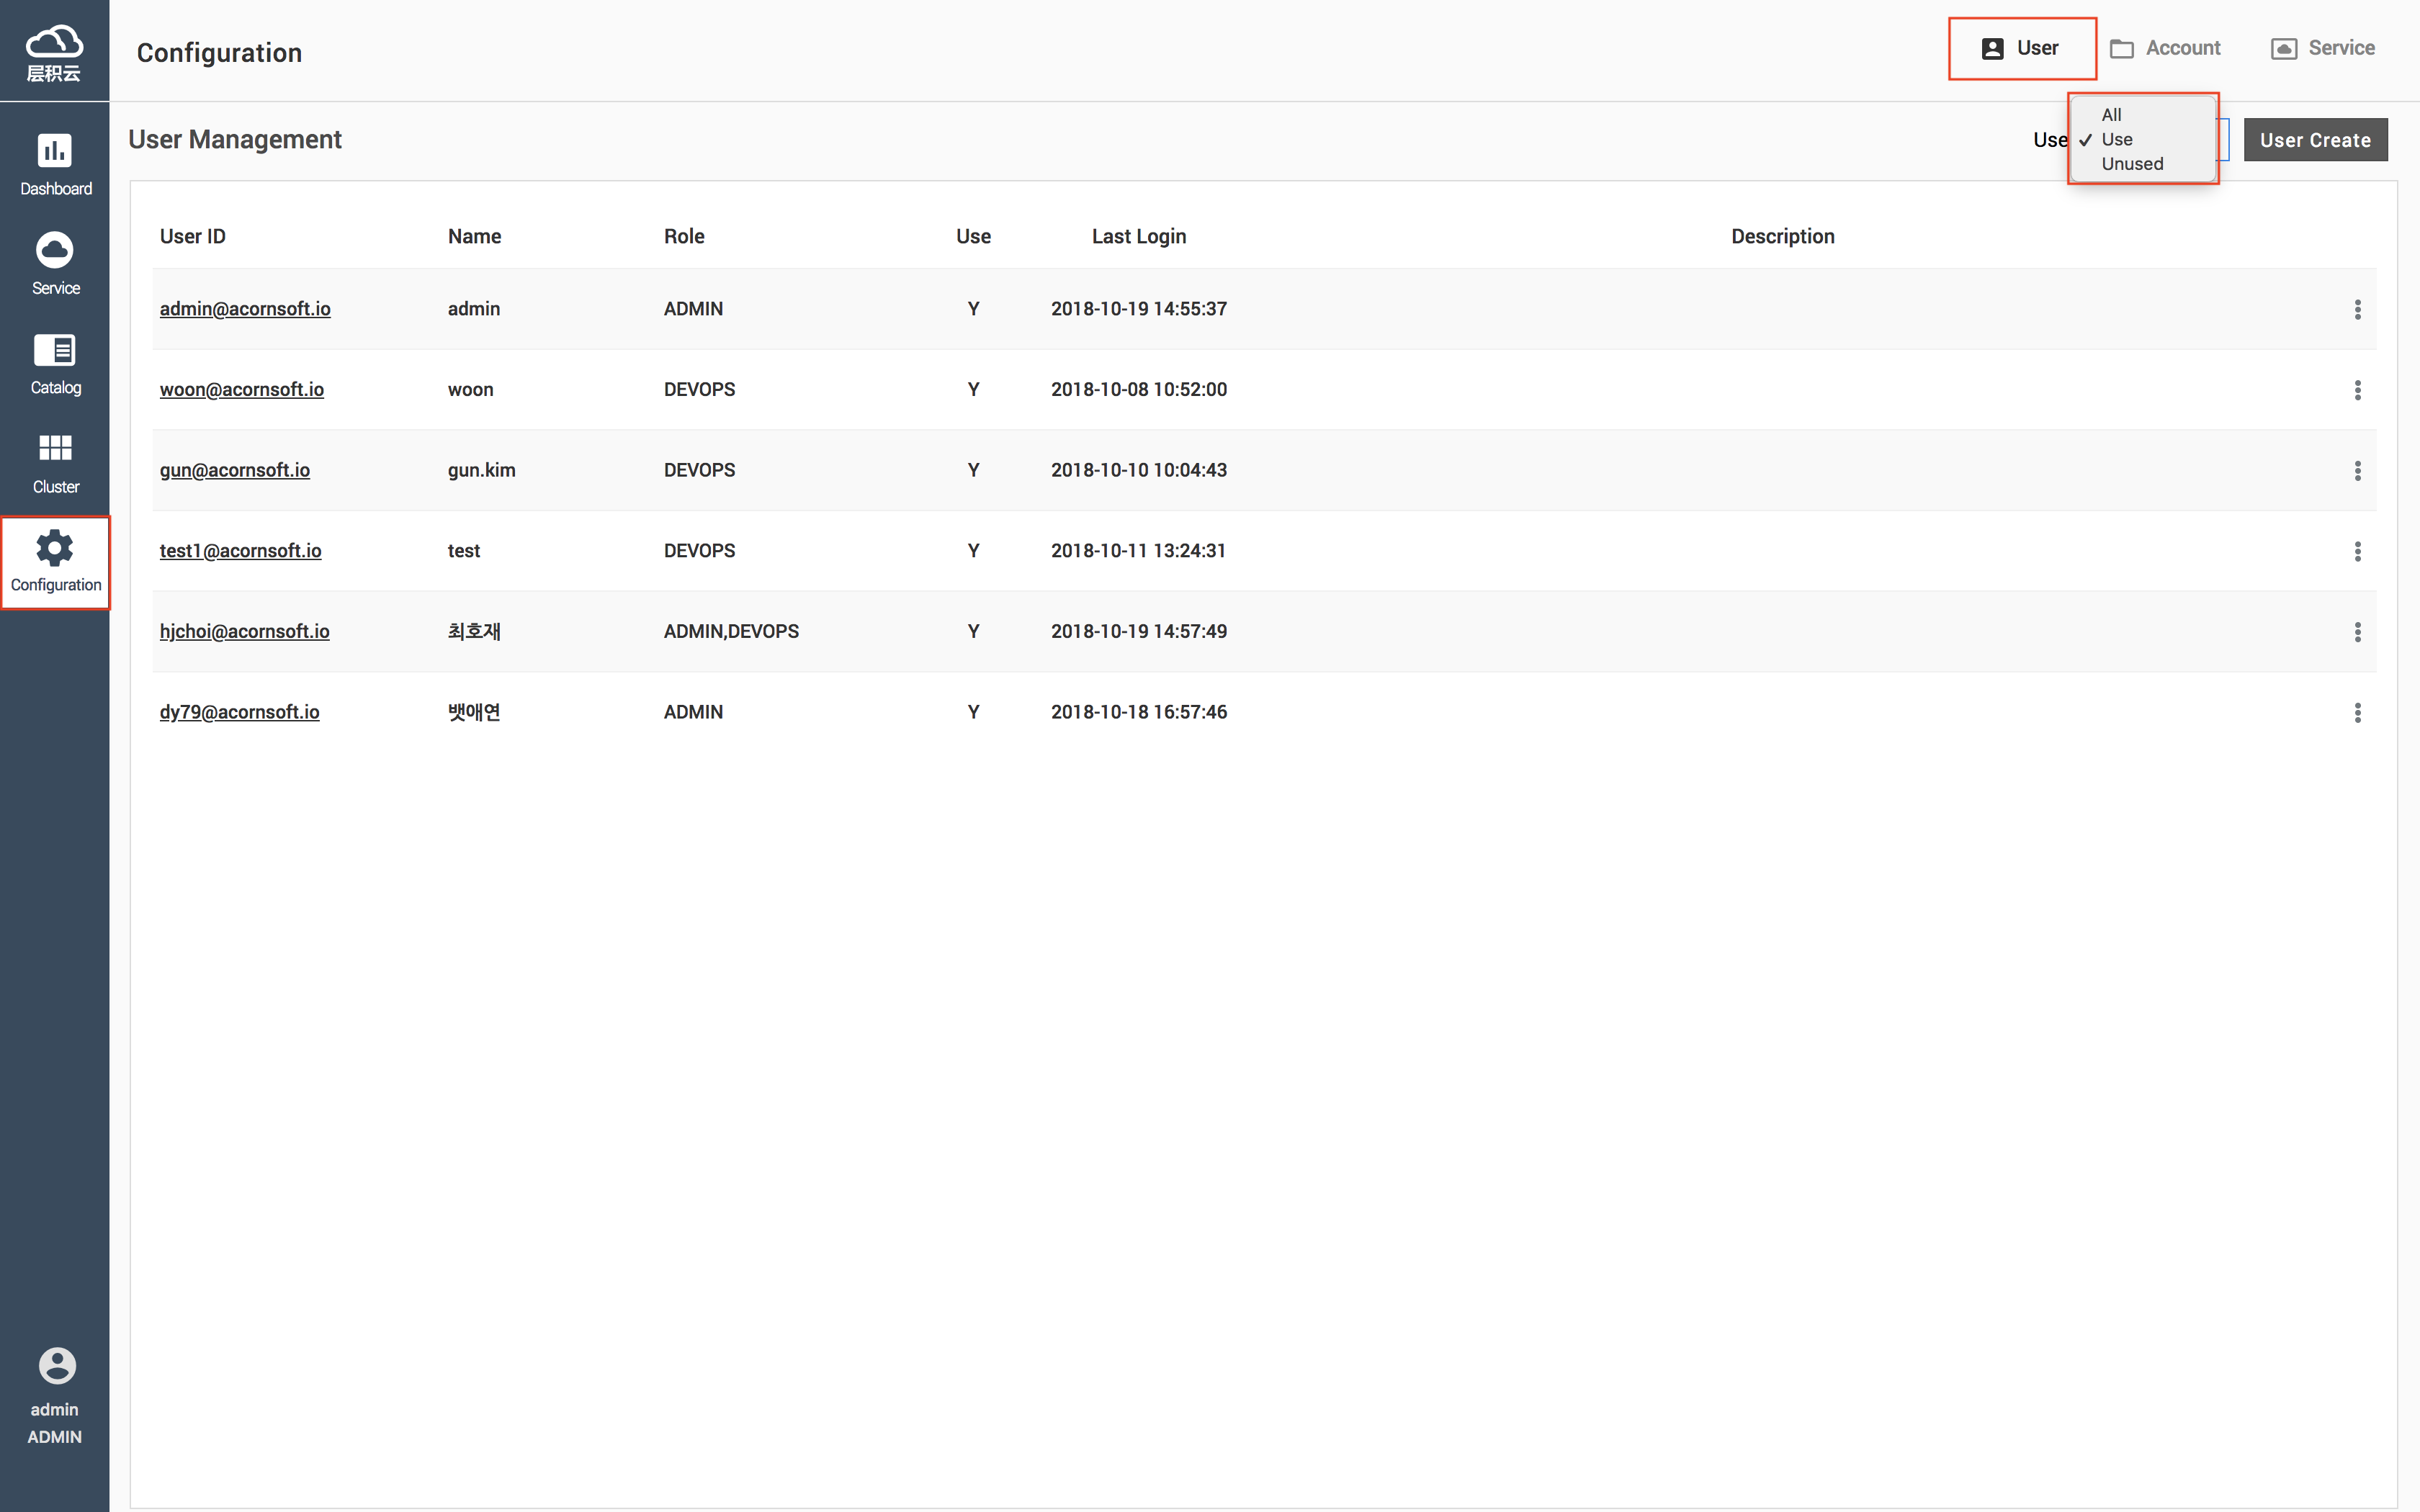 层积云
Configuration
User
Account
Service
Dashboard
Service
Catalog
Cluster
Configuration
admin
ADMIN
User Management
Use
All
✓ Use
Unused
User Create
User ID Name Role Use Last Login Description
admin@acornsoft.io admin ADMIN Y 2018-10-19 14:55:37
woon@acornsoft.io woon DEVOPS Y 2018-10-08 10:52:00
gun@acornsoft.io gun.kim DEVOPS Y 2018-10-10 10:04:43
test1@acornsoft.io test DEVOPS Y 2018-10-11 13:24:31
hjchoi@acornsoft.io 최호재 ADMIN,DEVOPS Y 2018-10-19 14:57:49
dy79@acornsoft.io 뱃애연 ADMIN Y 2018-10-18 16:57:46